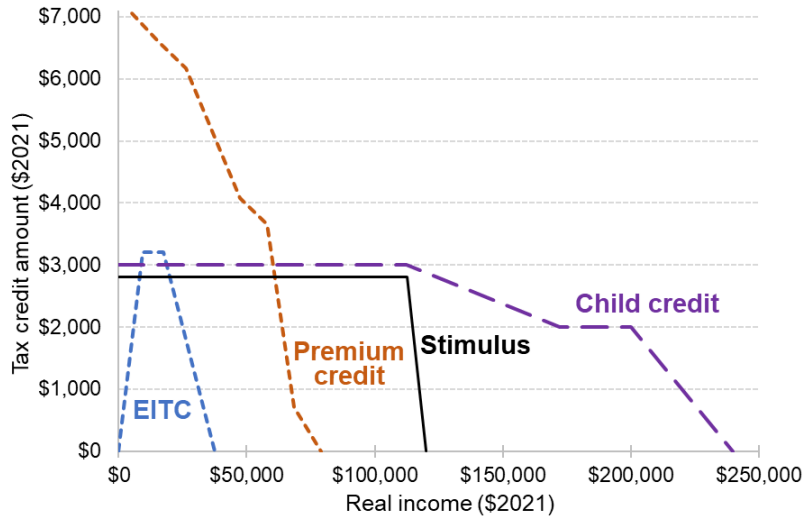 $7,000
$6,000
$5,000
$4,000
$3,000
$2,000
$1,000
$0
Tax credit amount ($2021)
Child credit
Stimulus
Premium
credit
EITC
$0
$50,000
$100,000
$150,000
$200,000
$250,000
Real income ($2021)